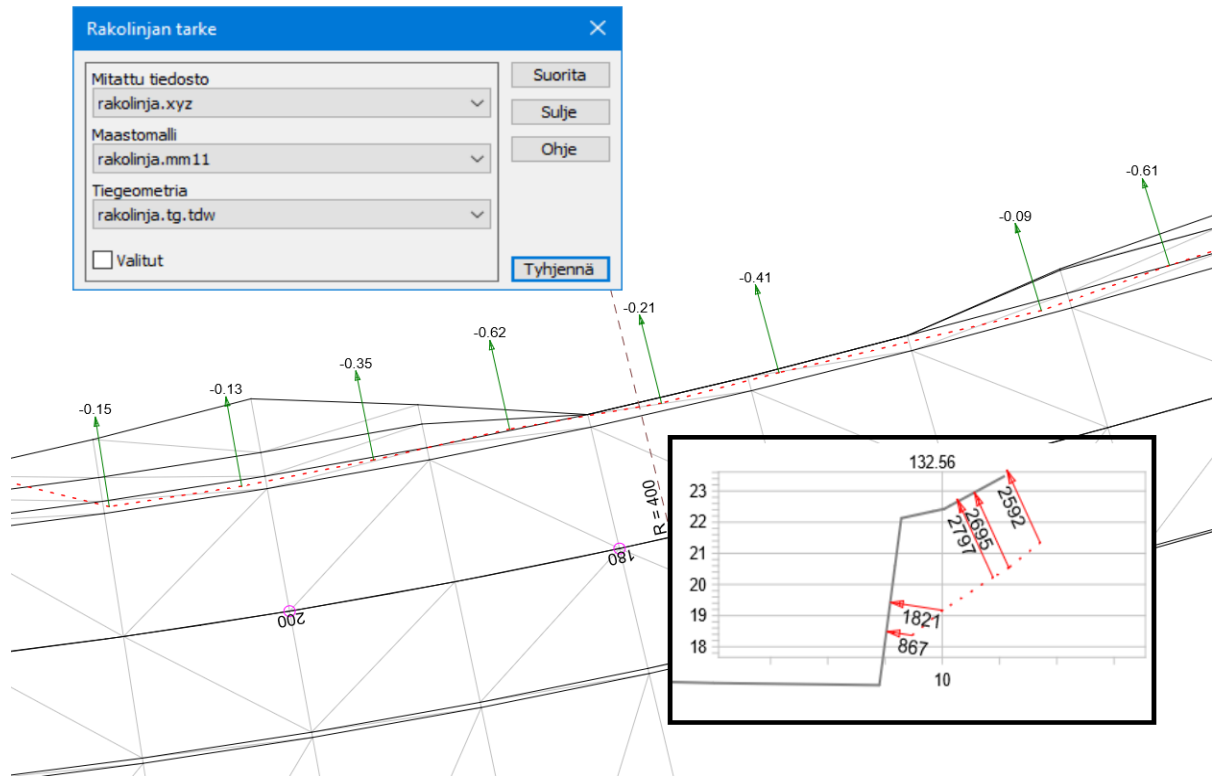 Rakolinjan tarke
Mitattu tiedosto
rakolinja.xyz
Maastomalli
rakolinja.mm11
Tiegeometria
rakolinja.tg.tdw
Valitut
Suorita
Sulje
Ohje
Tyhjennä
-0.15
-0.13
-0.35
-0.62
-0.21
-0.41
-0.09
-0.61
R = 400
180
200
132.56
23
22
21
20
19
18
2592
2695
2797
1821
867
10